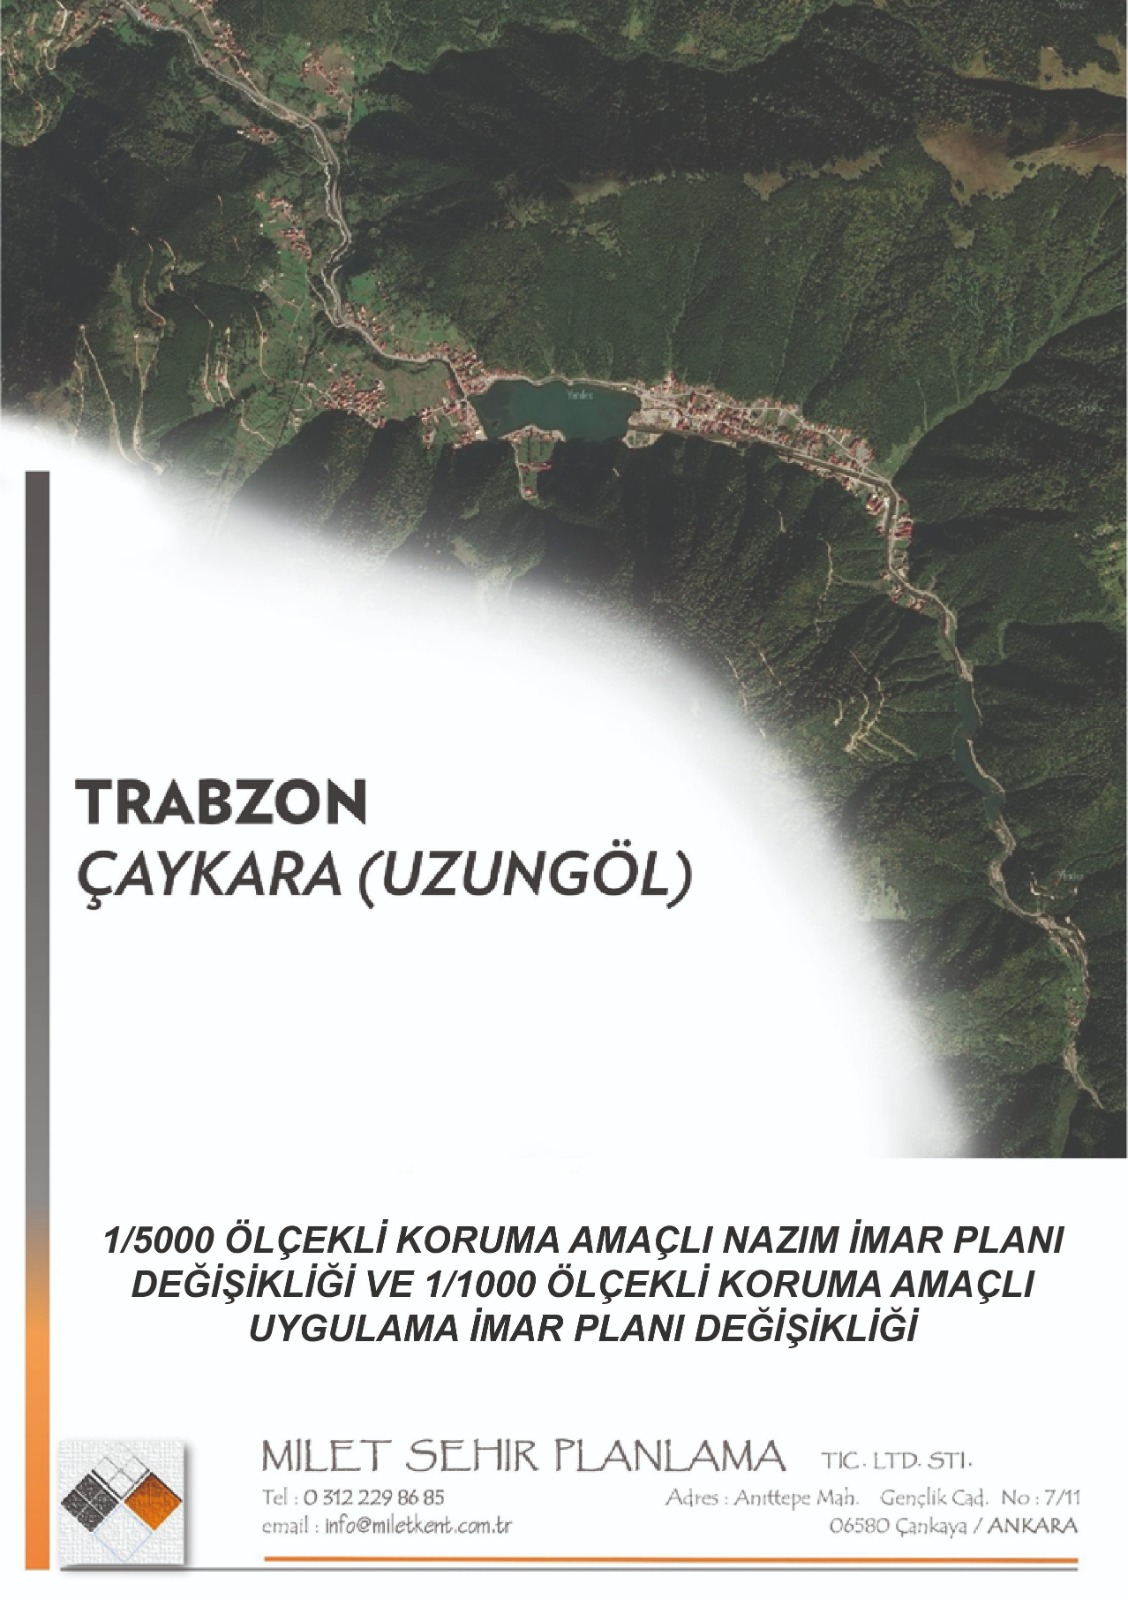 TRABZON
ÇAYKARA (UZUNGÖL)
1/5000 ÖLÇEKLİ KORUMA AMAÇLI NAZIM İMAR PLANI
DEĞİŞİKLİĞİ VE 1/1000 ÖLÇEKLİ KORUMA AMAÇLI
UYGULAMA İMAR PLANI DEĞİŞİKLİĞİ
MILET SEHIR PLANLAMA TIC. LTD. STI.
Tel : 0 312 229 86 85 Adres : Anıttepe Mah. Gençlik Cad. No : 7/11
email : info@miletkent.com.tr 06580 Çankaya / ANKARA